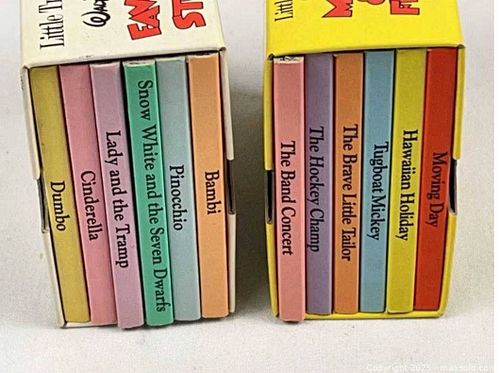 Little
Dumbo
Cinderella
Lady and the Tramp
Snow White and the Seven Dwarfs
Pinocchio
Bambi
The Band Concert
The Hockey Champ
The Brave Little Tailor
Tugboat Mickey
Hawaiian Holiday
Moving Day
Copyright 2025 - maxsold.com